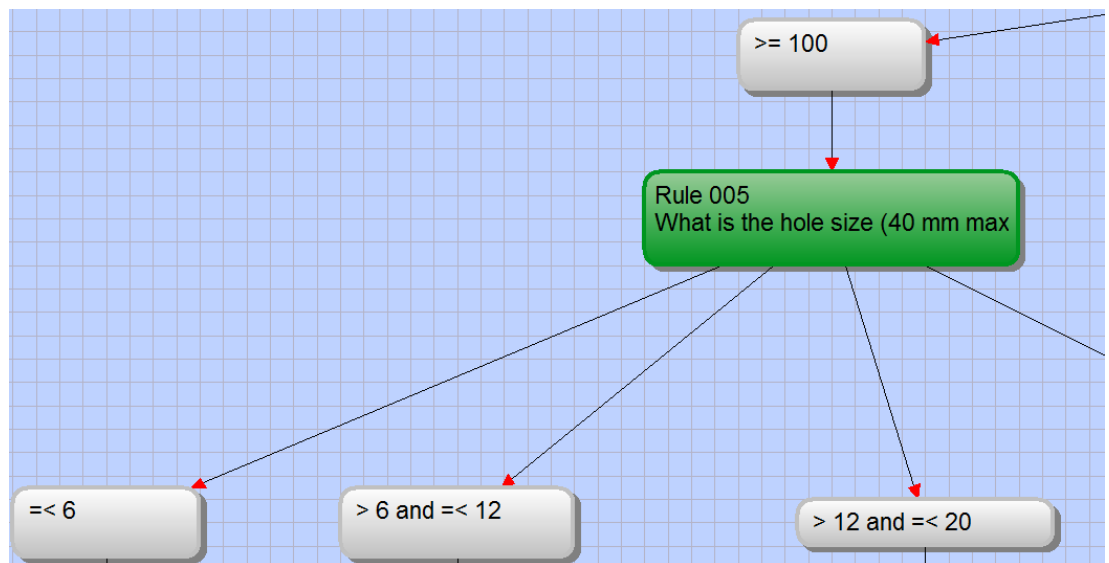 >= 100
Rule 005
What is the hole size (40 mm max
=< 6
> 6 and =< 12
> 12 and =< 20